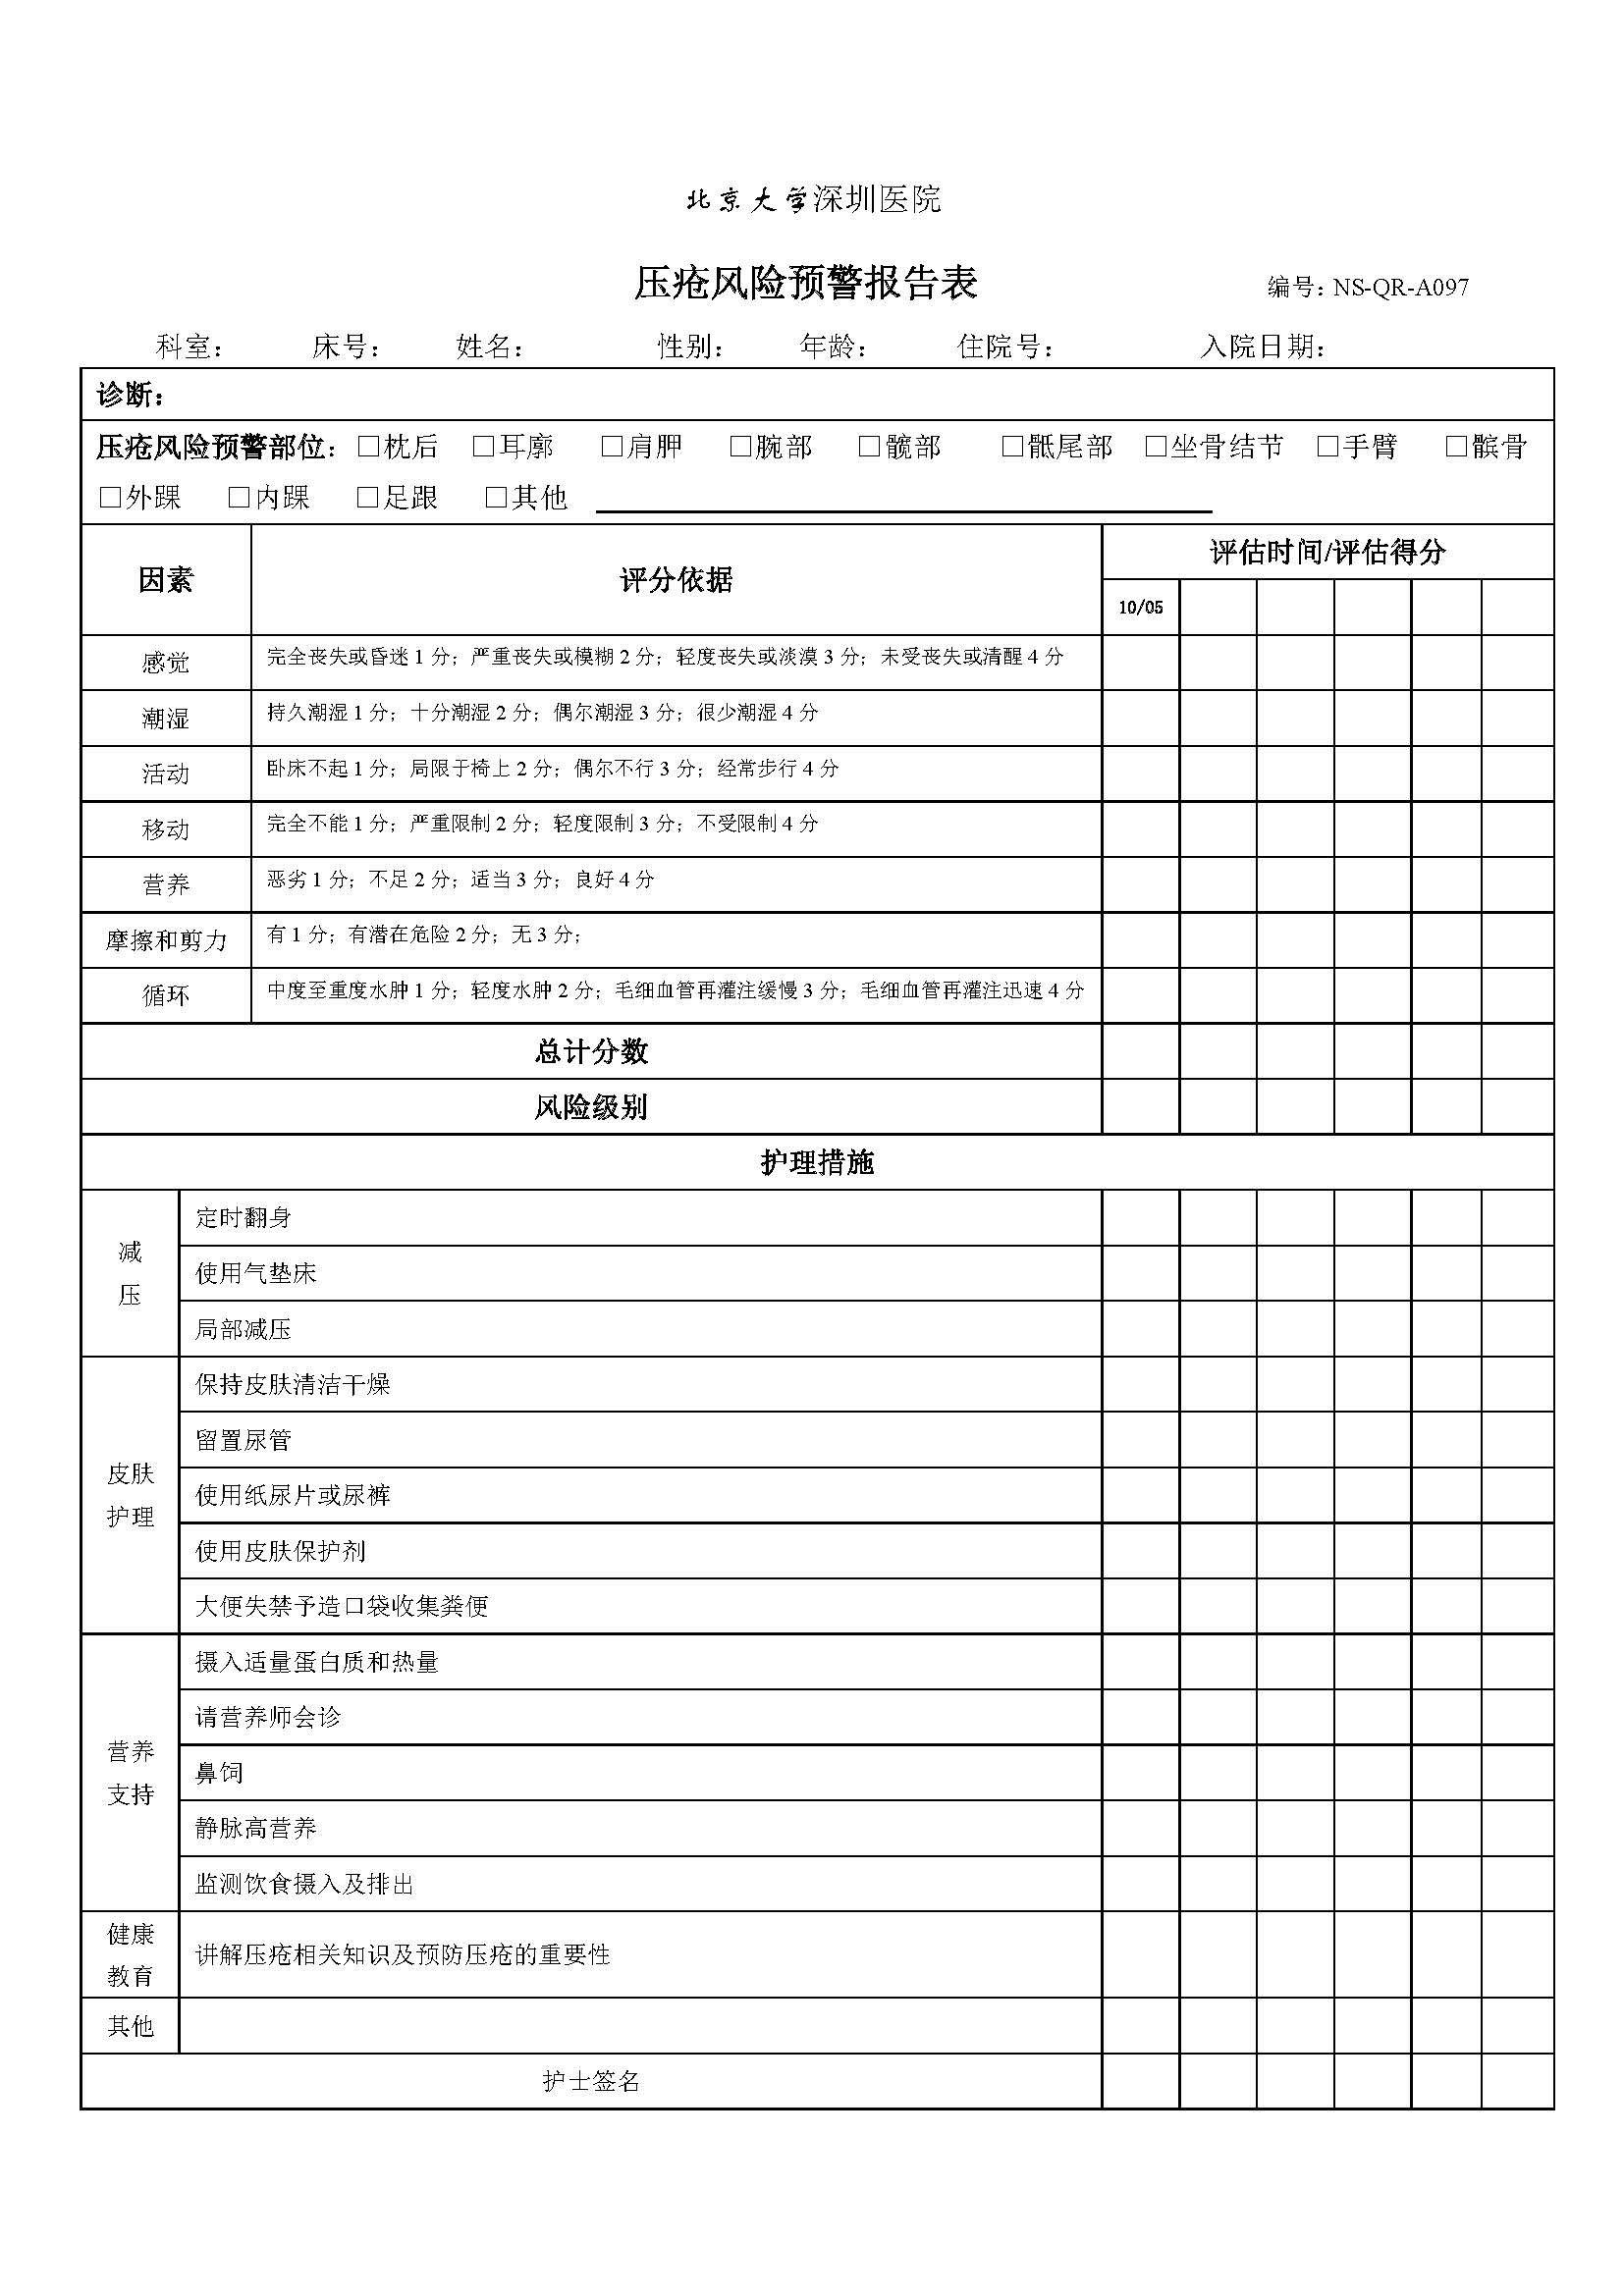 北京大学深圳医院
压疮风险预警报告表 编号：NS-QR-A097
科室： 床号： 姓名： 性别： 年龄： 住院号： 入院日期：
诊断：
压疮风险预警部位：□枕后 □耳廓 □肩胛 □腕部 □髋部 □骶尾部 □坐骨结节 □手臂 □髌骨
□外踝 □内踝 □足跟 □其他
因素 评分依据 评估时间/评估得分
10/05
感觉 完全丧失或昏迷1分；严重丧失或模糊2分；轻度丧失或淡漠3分；未受丧失或清醒4分
潮湿 持久潮湿1分；十分潮湿2分；偶尔潮湿3分；很少潮湿4分
活动 卧床不起1分；局限于椅上2分；偶尔不行3分；经常步行4分
移动 完全不能1分；严重限制2分；轻度限制3分；不受限制4分
营养 恶劣1分；不足2分；适当3分；良好4分
摩擦和剪力 有1分；有潜在危险2分；无3分；
循环 中度至重度水肿1分；轻度水肿2分；毛细血管再灌注缓慢3分；毛细血管再灌注迅速4分
总计分数
风险级别
护理措施
减压
定时翻身
使用气垫床
局部减压
皮肤护理
保持皮肤清洁干燥
留置尿管
使用纸尿片或尿裤
使用皮肤保护剂
大便失禁予造口袋收集粪便
营养支持
摄入适量蛋白质和热量
请营养师会诊
鼻饲
静脉高营养
监测饮食摄入及排出
健康教育
讲解压疮相关知识及预防压疮的重要性
其他
护士签名